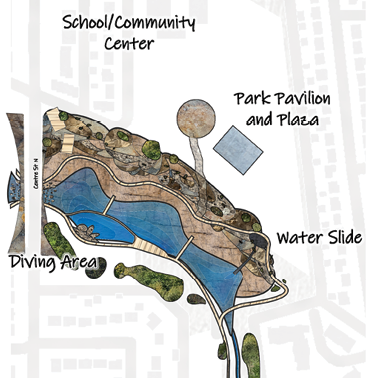 School/Community
Center
Park Pavilion
and Plaza
Centre St N
Water Slide
Diving Area